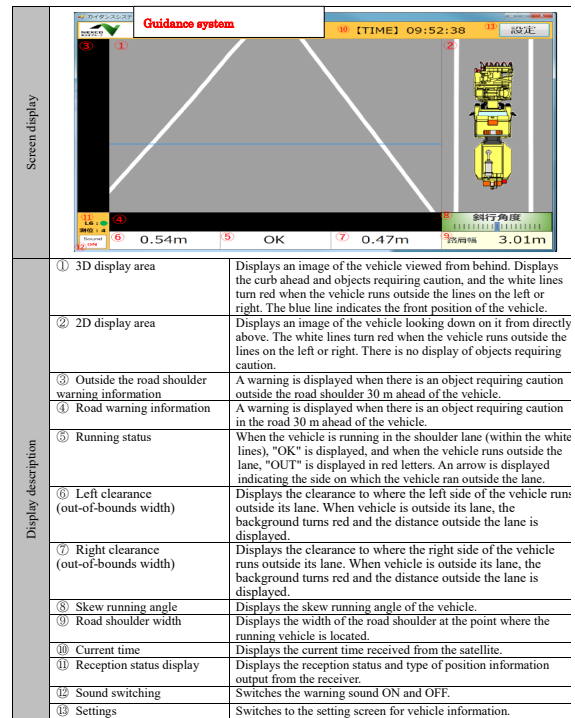 ガイダンスシステ
Guidance system
NEXCO
⑩ 【TIME】 09:52:38 ⑬ 設定
③ ① ②
⑪
L6 :
測位 : 4
④
⑧ 斜行角度
Sound
⑫ ON
⑥ 0.54m ⑤ OK ⑦ 0.47m ⑨ 路肩幅 3.01m
Screen display
Display description
① 3D display area
Displays an image of the vehicle viewed from behind. Displays
the curb ahead and objects requiring caution, and the white lines
turn red when the vehicle runs outside the lines on the left or
right. The blue line indicates the front position of the vehicle.
② 2D display area
Displays an image of the vehicle looking down on it from directly
above. The white lines turn red when the vehicle runs outside the
lines on the left or right. There is no display of objects requiring
caution.
③ Outside the road shoulder
warning information
A warning is displayed when there is an object requiring caution
outside the road shoulder 30 m ahead of the vehicle.
④ Road warning information
A warning is displayed when there is an object requiring caution
in the road 30 m ahead of the vehicle.
⑤ Running status
When the vehicle is running in the shoulder lane (within the white
lines), "OK" is displayed, and when the vehicle runs outside the
lane, "OUT" is displayed in red letters. An arrow is displayed
indicating the side on which the vehicle ran outside the lane.
⑥ Left clearance
(out-of-bounds width)
Displays the clearance to where the left side of the vehicle runs
outside its lane. When vehicle is outside its lane, the
background turns red and the distance outside the lane is
displayed.
⑦ Right clearance
(out-of-bounds width)
Displays the clearance to where the right side of the vehicle
runs outside its lane. When vehicle is outside its lane, the
background turns red and the distance outside the lane is
displayed.
⑧ Skew running angle
Displays the skew running angle of the vehicle.
⑨ Road shoulder width
Displays the width of the road shoulder at the point where the
running vehicle is located.
⑩ Current time
Displays the current time received from the satellite.
⑪ Reception status display
Displays the reception status and type of position information
output from the receiver.
⑫ Sound switching
Switches the warning sound ON and OFF.
⑬ Settings
Switches to the setting screen for vehicle information.